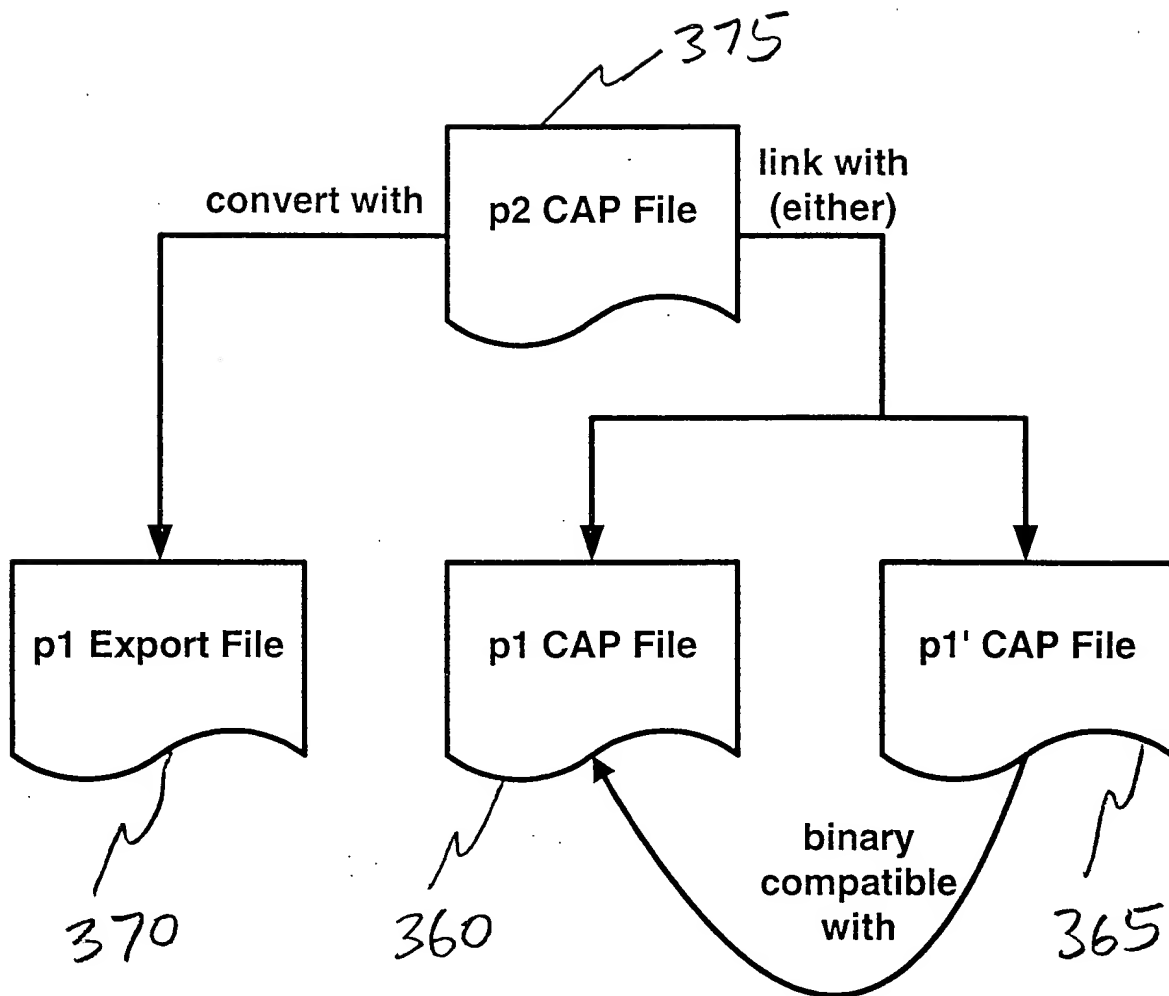 375
link with
(either)
convert with
p2 CAP File
p1 Export File
p1 CAP File
p1' CAP File
binary
compatible
with
370
360
365